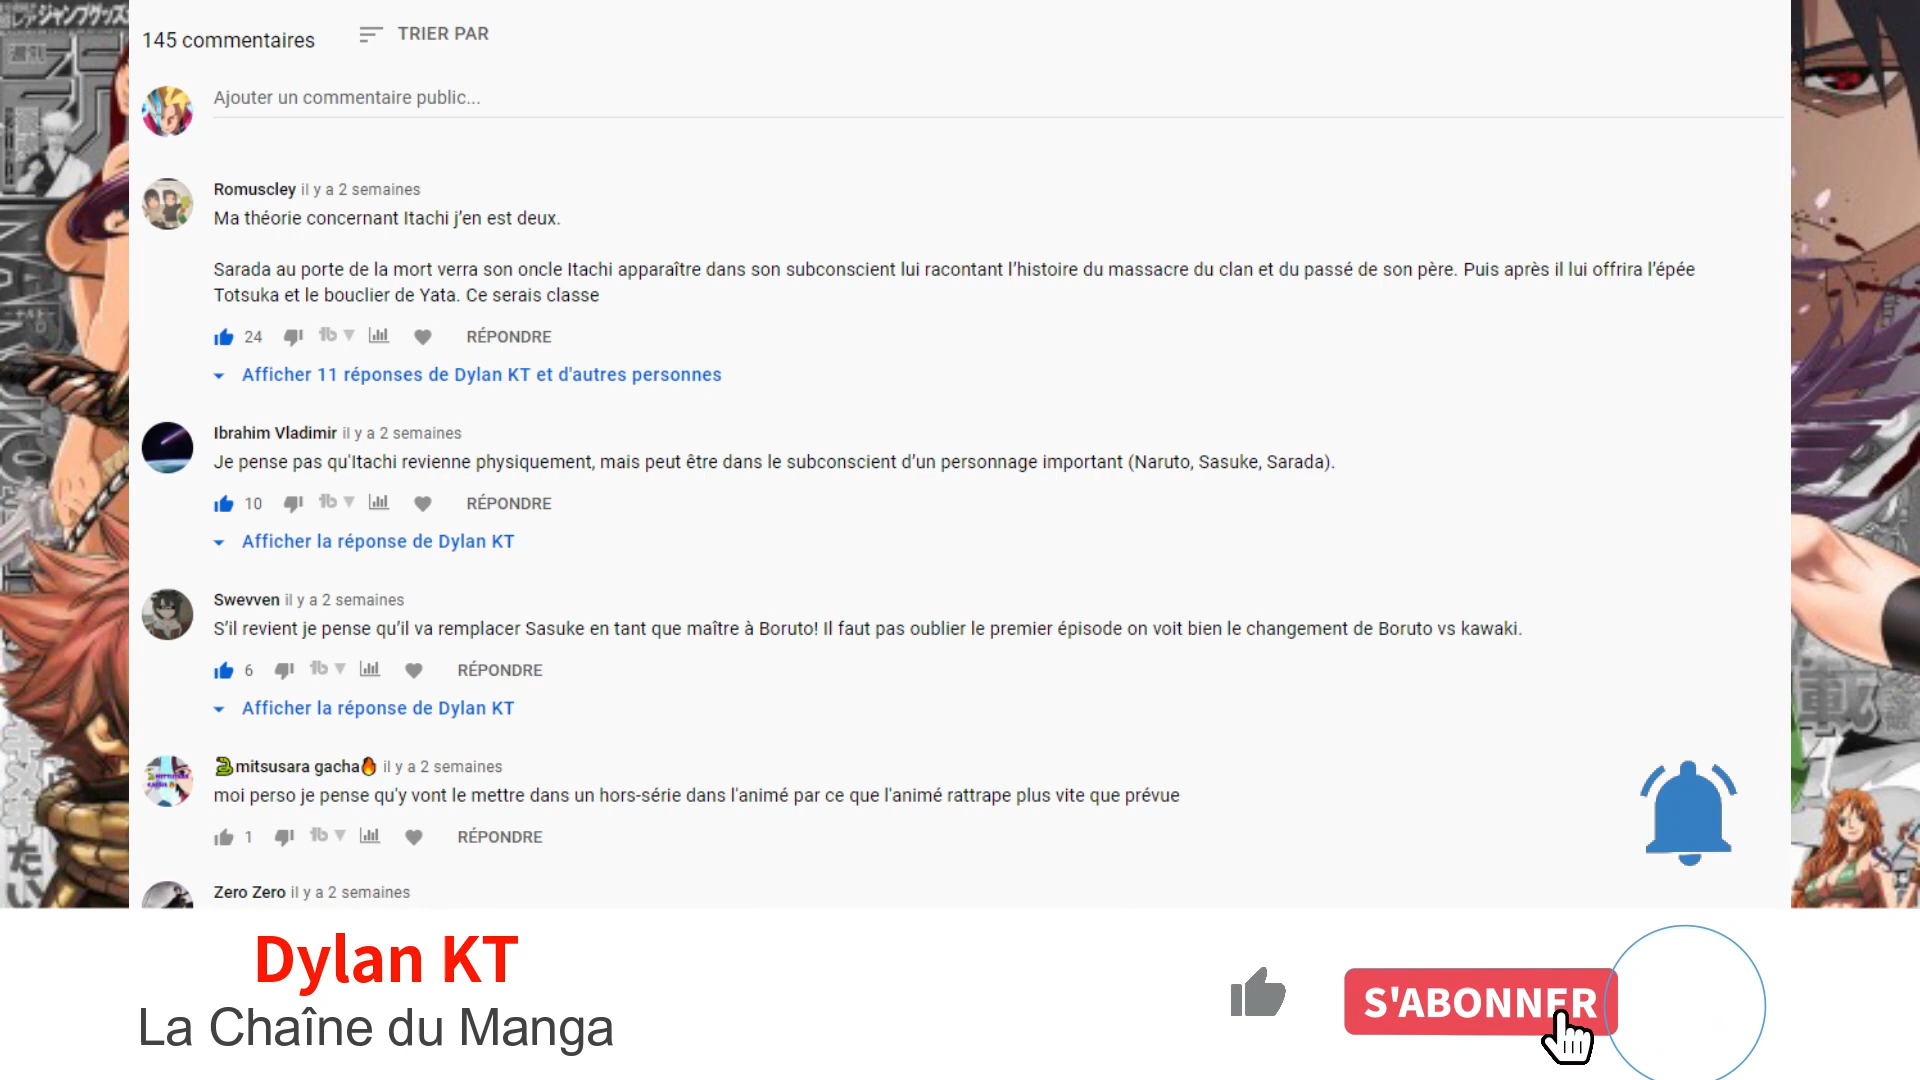 145 commentaires
TRIER PAR
Ajouter un commentaire public...
Romuscley il y a 2 semaines
Ma théorie concernant Itachi j'en est deux.
Sarada au porte de la mort verra son oncle Itachi apparaître dans son subconscient lui racontant l'histoire du massacre du clan et du passé de son père. Puis après il lui offrira l'épée
Totsuka et le bouclier de Yata. Ce serais classe
24
RÉPONDRE
Afficher 11 réponses de Dylan KT et d'autres personnes
Ibrahim Vladimir il y a 2 semaines
Je pense pas qu'Itachi revienne physiquement, mais peut être dans le subconscient d'un personnage important (Naruto, Sasuke, Sarada).
10
RÉPONDRE
Afficher la réponse de Dylan KT
Swevven il y a 2 semaines
S'il revient je pense qu'il va remplacer Sasuke en tant que maître à Boruto! Il faut pas oublier le premier épisode on voit bien le changement de Boruto vs kawaki.
6
RÉPONDRE
Afficher la réponse de Dylan KT
🐍mitsusara gacha🔥 il y a 2 semaines
moi perso je pense qu'y vont le mettre dans un hors-série dans l'animé par ce que l'animé rattrape plus vite que prévue
1
RÉPONDRE
Zero Zero il y a 2 semaines
Dylan KT
La Chaîne du Manga
S'ABONNER